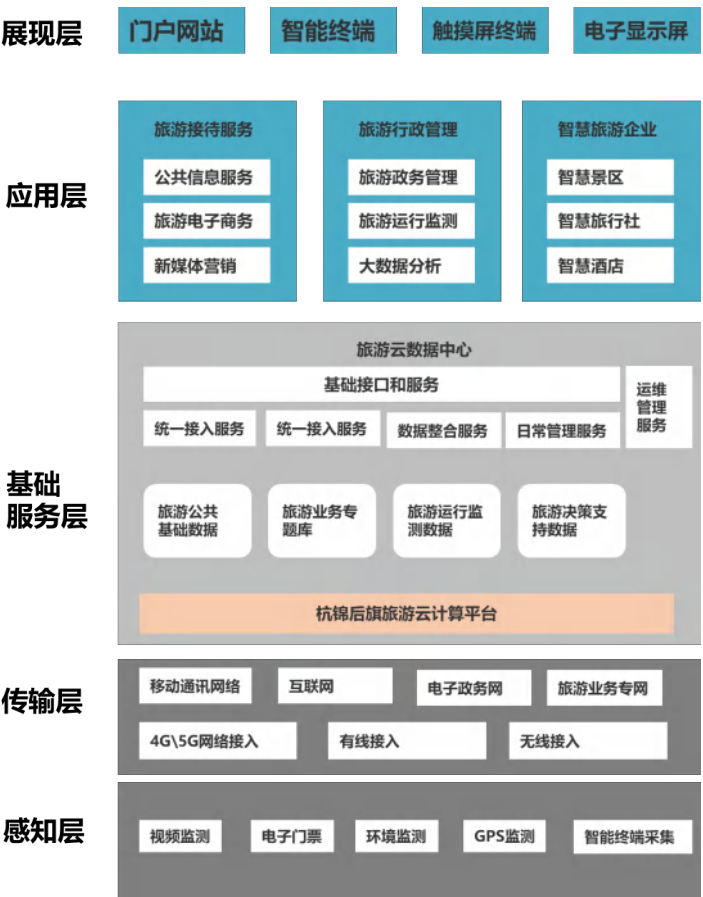 展现层
门户网站
智能终端
触摸屏终端
电子显示屏
应用层
旅游接待服务
公共信息服务
旅游电子商务
新媒体营销
旅游行政管理
旅游政务管理
旅游运行监测
大数据分析
智慧旅游企业
智慧景区
智慧旅行社
智慧酒店
基础
服务层
旅游云数据中心
基础接口和服务
运维
管理
服务
统一接入服务
统一接入服务
数据整合服务
日常管理服务
旅游公共
基础数据
旅游业务专
题库
旅游运行监
测数据
旅游决策支
持数据
杭锦后旗旅游云计算平台
传输层
移动通讯网络
互联网
电子政务网
旅游业务专网
4G\5G网络接入
有线接入
无线接入
感知层
视频监测
电子门票
环境监测
GPS监测
智能终端采集